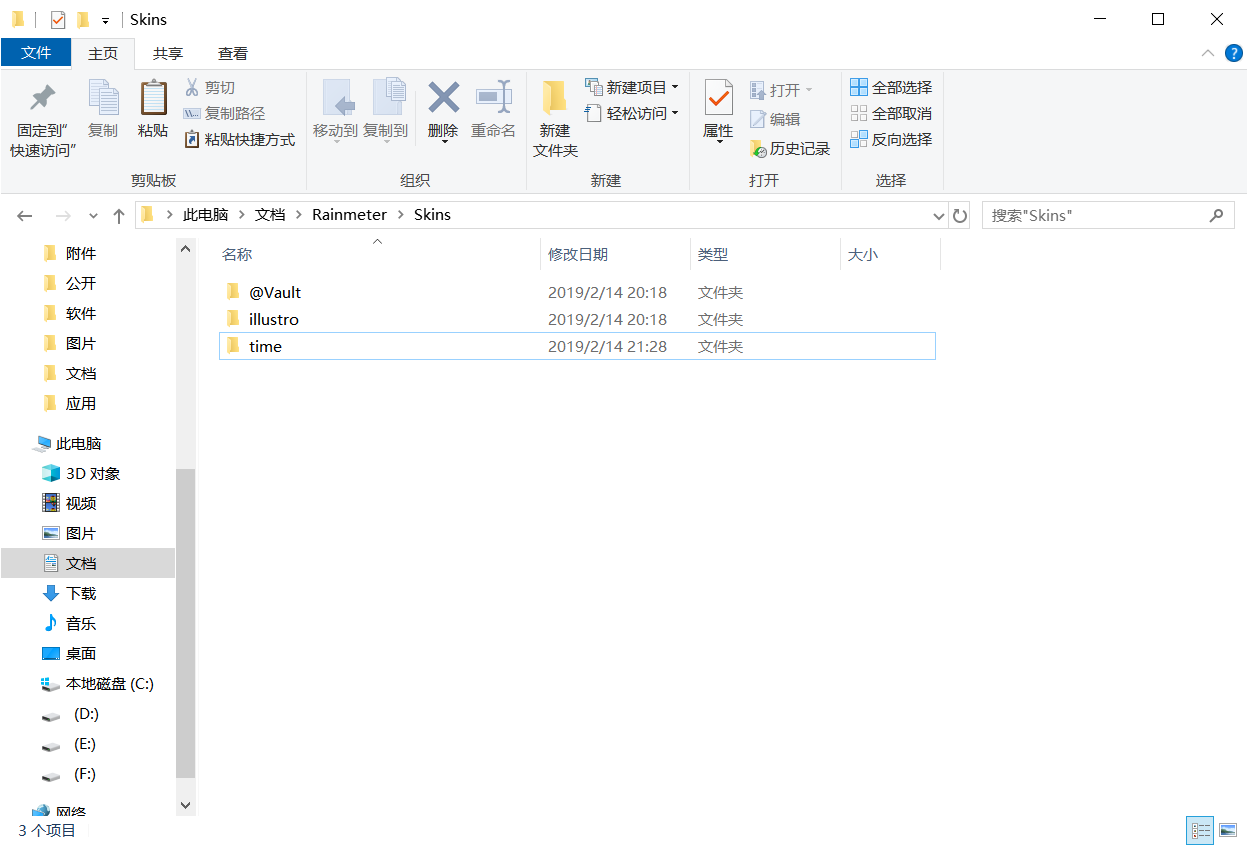 Skins
文件 主页 共享 查看
固定到"快速访问" 复制 粘贴 剪切
复制路径
粘贴快捷方式
剪贴板
移动到 复制到 删除 重命名
组织
新建文件夹 新建项目
轻松访问
新建
属性 打开
编辑
历史记录
打开
全部选择
全部取消
反向选择
选择
此电脑 > 文档 > Rainmeter > Skins
搜索"Skins"
附件
公开
软件
图片
文档
应用
此电脑
3D 对象
视频
图片
文档
下载
音乐
桌面
本地磁盘 (C:)
(D:)
(E:)
(F:)
网络
名称 修改日期 类型 大小
@Vault 2019/2/14 20:18 文件夹
illustro 2019/2/14 20:18 文件夹
time 2019/2/14 21:28 文件夹
3 个项目